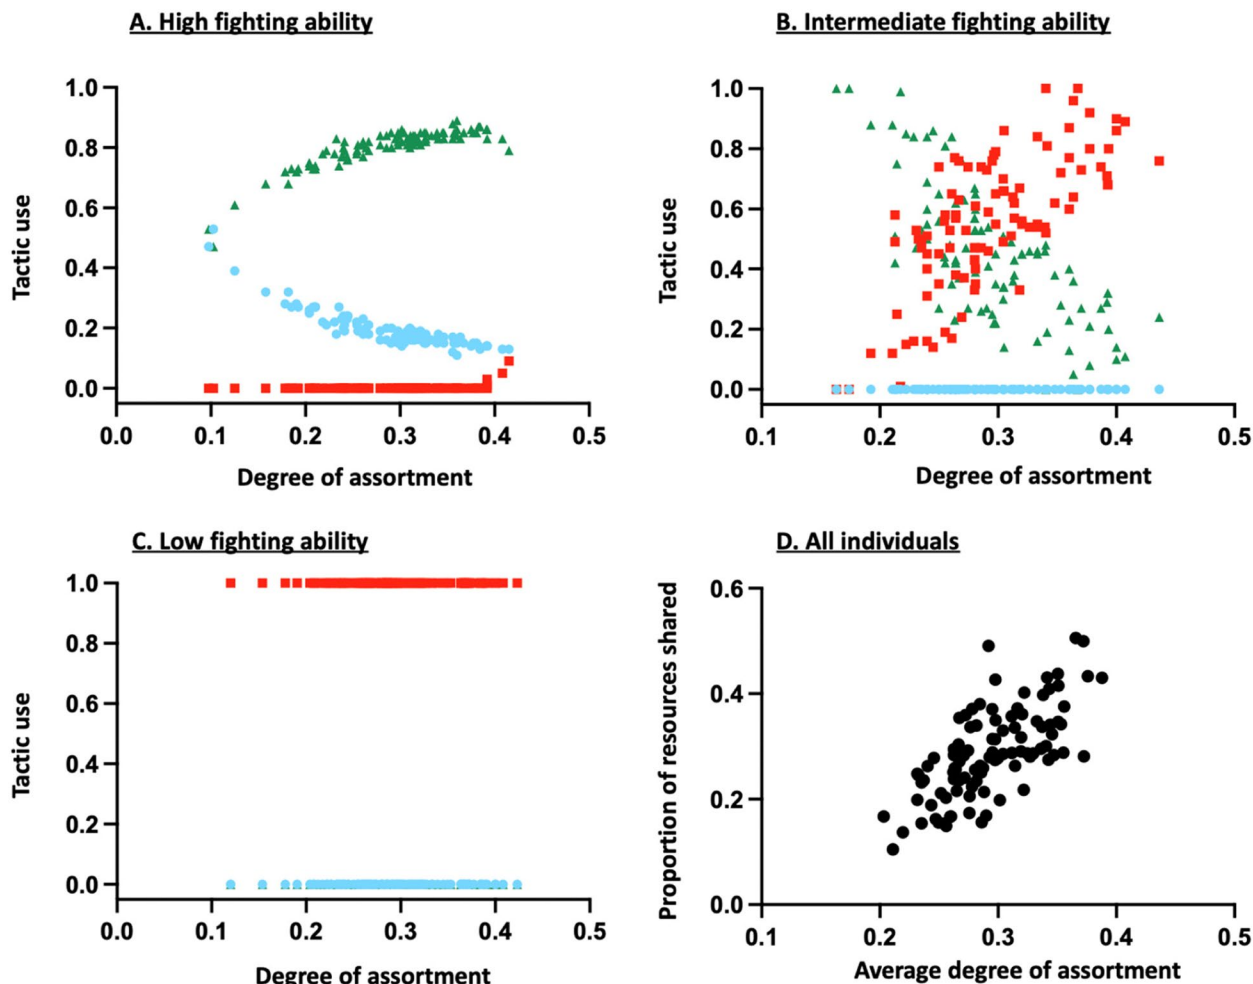 A. High fighting ability
Tactic use
1.0
0.8
0.6
0.4
0.2
0.0
0.0 0.1 0.2 0.3 0.4 0.5
Degree of assortment
B. Intermediate fighting ability
Tactic use
1.0
0.8
0.6
0.4
0.2
0.0
0.1 0.2 0.3 0.4 0.5
Degree of assortment
C. Low fighting ability
Tactic use
1.0
0.8
0.6
0.4
0.2
0.0
0.0 0.1 0.2 0.3 0.4 0.5
Degree of assortment
D. All individuals
Proportion of resources shared
0.6
0.4
0.2
0.0
0.1 0.2 0.3 0.4 0.5
Average degree of assortment